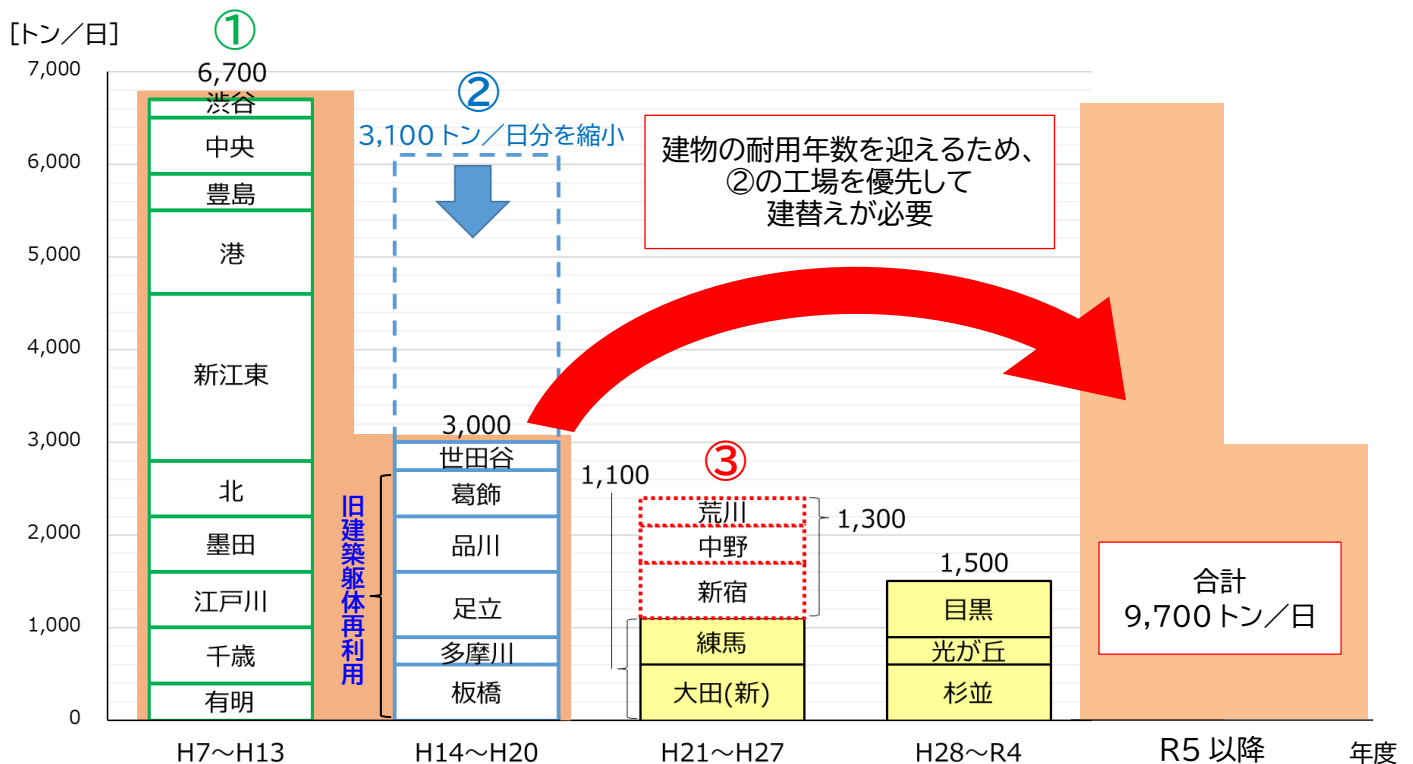 [トン／日]
①
②
3,100トン／日分を縮小
建物の耐用年数を迎えるため、
②の工場を優先して
建替えが必要
7,000
6,000
5,000
4,000
3,000
2,000
1,000
0
6,700
渋谷
中央
豊島
港
新江東
北
墨田
江戸川
千歳
有明
旧建築躯体再利用
3,000
世田谷
葛飾
品川
足立
多摩川
板橋
③
1,100
荒川
中野
新宿
1,300
練馬
大田(新)
1,500
目黒
光が丘
杉並
合計
9,700トン／日
H7～H13
H14～H20
H21～H27
H28～R4
R5以降
年度